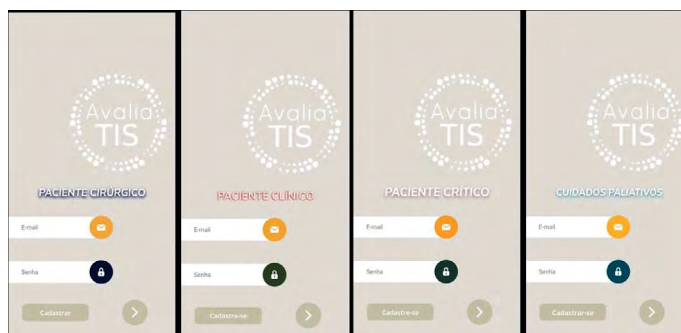 Avalia
TIS
PACIENTE CIRÚRGICO
E-mail
Senha
Cadastrar
Avalia
TIS
PACIENTE CLÍNICO
E-mail
Senha
Cadastre-se
Avalia
TIS
PACIENTE CRÍTICO
E-mail
Senha
Cadastre-se
Avalia
TIS
CUIDADOS PALIATIVOS
E-mail
Senha
Cadastrar-se